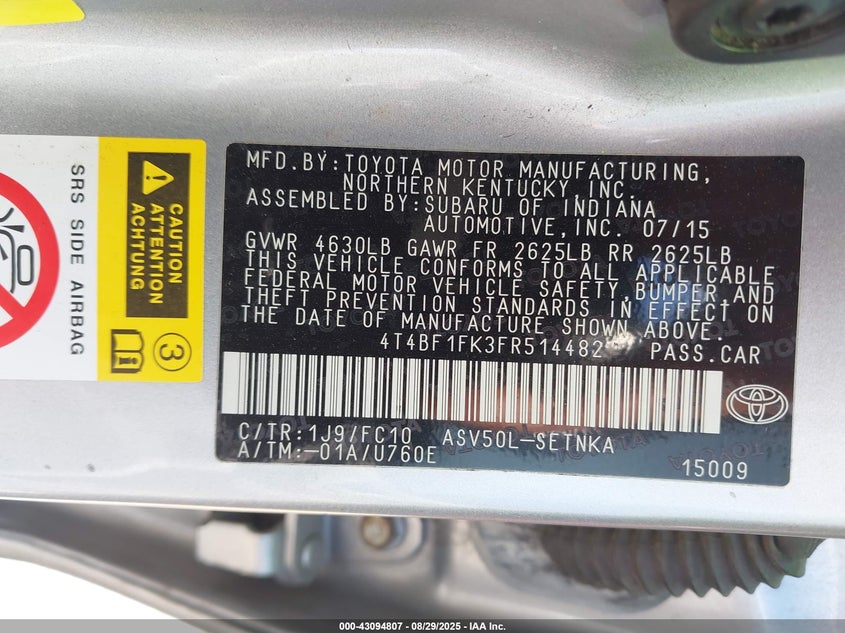 SRS SIDE AIRBAG
CAUTION
ATTENTION
ACHTUNG
3
MFD.BY:TOYOTA MOTOR MANUFACTURING,
NORTHERN KENTUCKY,INC.
ASSEMBLED BY:SUBARU OF INDIANA
AUTOMOTIVE,INC. 07/15
GVWR 4630LB GAWR FR 2625LB RR 2625LB
THIS VEHICLE CONFORMS TO ALL APPLICABLE
FEDERAL MOTOR VEHICLE SAFETY,BUMPER,AND
THEFT PREVENTION STANDARDS IN EFFECT ON
THE DATE OF MANUFACTURE SHOWN ABOVE.
4T4BF1FK3FR514482 PASS.CAR
C/TR:1J9/FC10 ASV50L-SETNKA
A/TM:-01A/U760E
15009
000-43094807 - 08/29/2025 - IAA Inc.